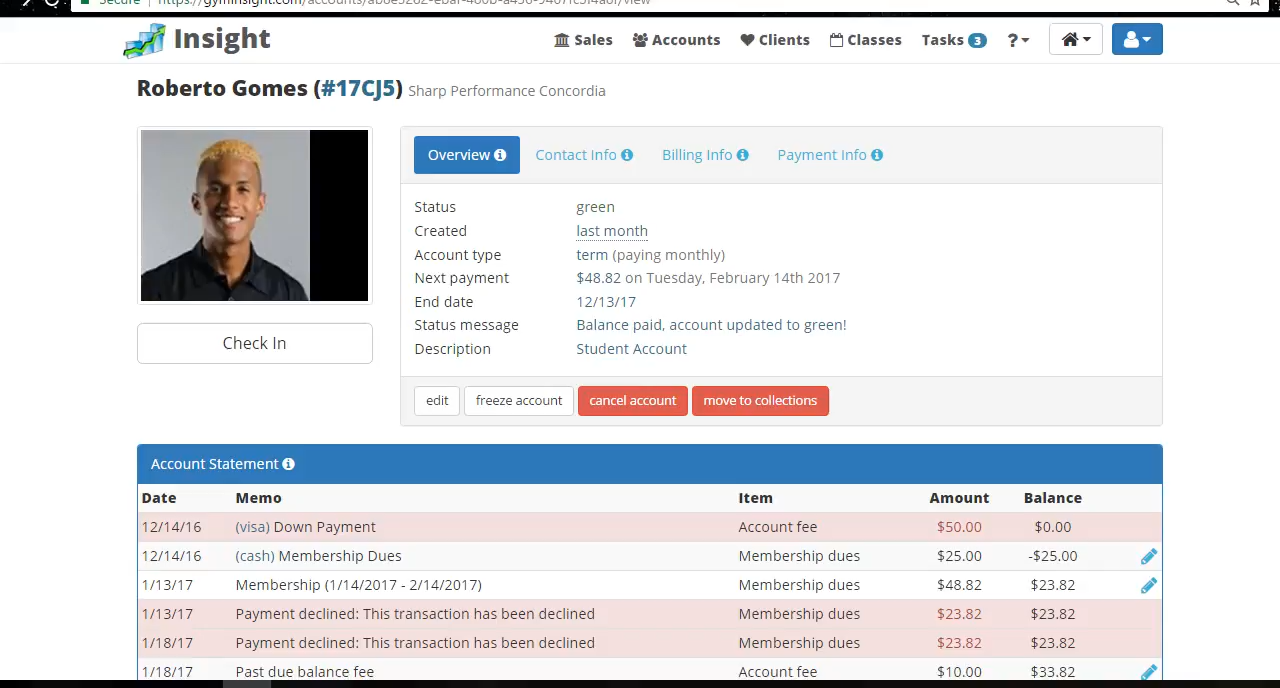 Insight
Sales Accounts Clients Classes Tasks 3 ?
Roberto Gomes (#17CJ5) Sharp Performance Concordia
Overview Contact Info Billing Info Payment Info
Status green
Created last month
Account type term (paying monthly)
Next payment $48.82 on Tuesday, February 14th 2017
End date 12/13/17
Status message Balance paid, account updated to green!
Description Student Account
Check In
edit freeze account cancel account move to collections
Account Statement
Date Memo Item Amount Balance
12/14/16 (visa) Down Payment Account fee $50.00 $0.00
12/14/16 (cash) Membership Dues Membership dues $25.00 -$25.00
1/13/17 Membership (1/14/2017 - 2/14/2017) Membership dues $48.82 $23.82
1/13/17 Payment declined: This transaction has been declined Membership dues $23.82 $23.82
1/18/17 Payment declined: This transaction has been declined Membership dues $23.82 $23.82
1/18/17 Past due balance fee Account fee $10.00 $33.82